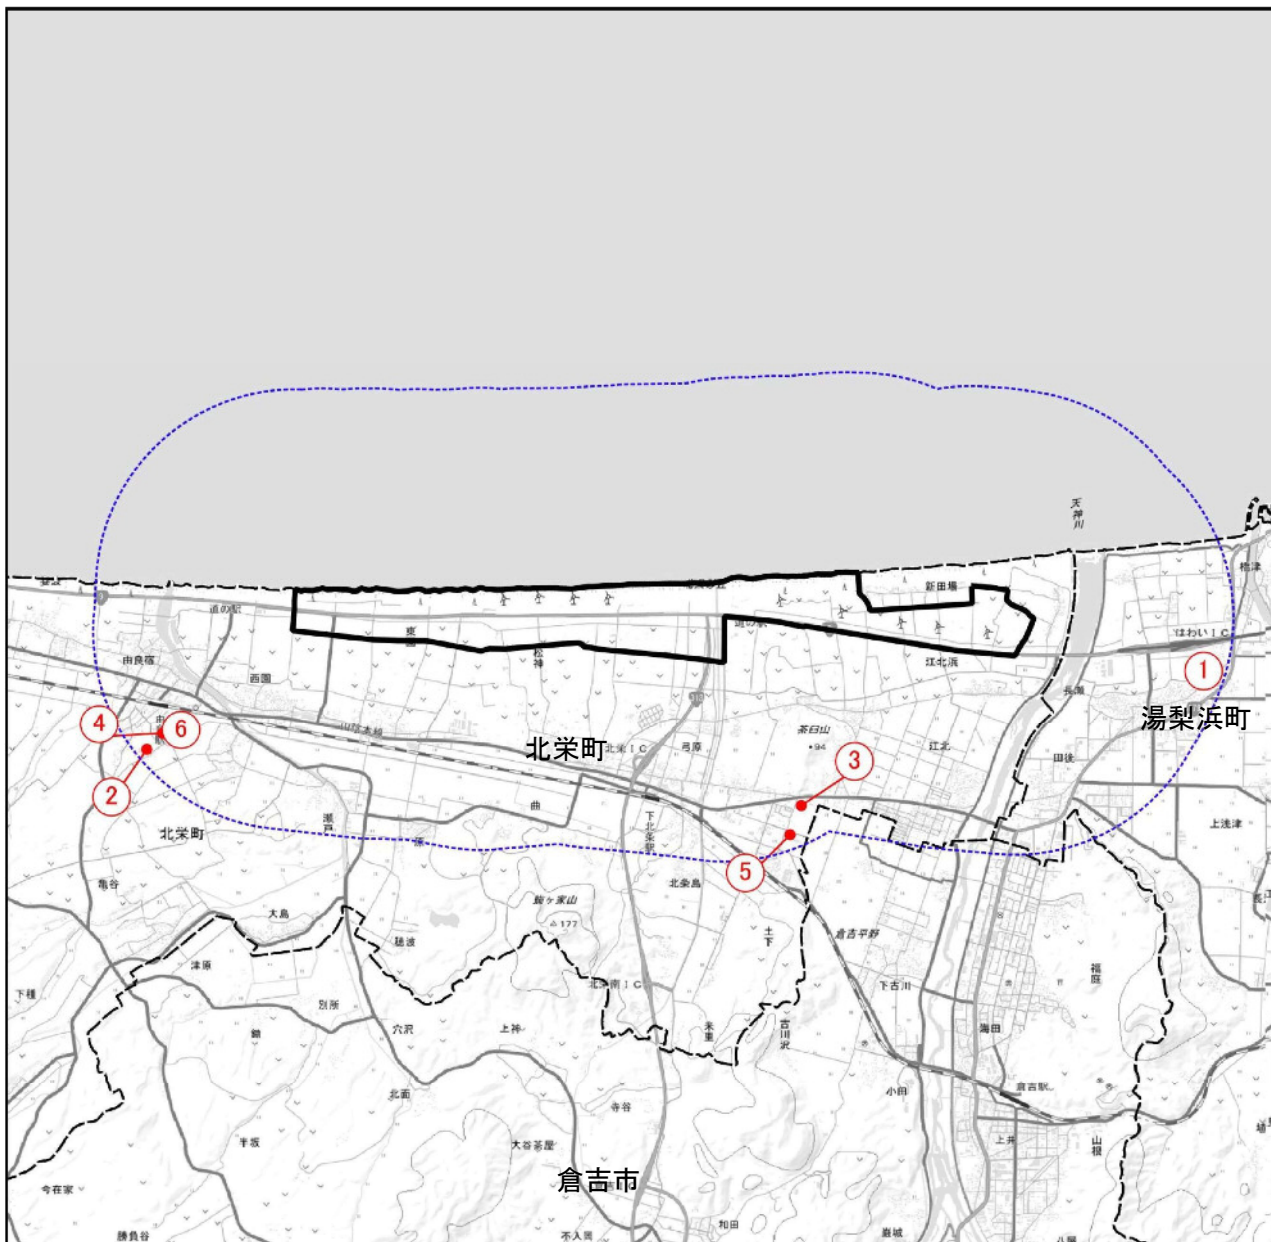 天神川
橋津
新田場
道の駅
はわいIC
東園
松神
由良宿
西園
江北浜
長瀬
①
湯梨浜町
④
⑥
山陰本線
北栄町
北栄IC
弓原
茶臼山
・94
江北
田後
③
②
曲
瀬戸
原
北栄町
下北条駅
上浅津
⑤
亀谷
北条島
大島
177
土下
倉吉平野
津原
穂波
福庭
下種
別所
北栄南IC
下古川
穴沢
上神
米里
古川沢
海田
北面
小田
倉吉駅
寺谷
半坂
大谷茶屋
上井
山根
倉吉市
今在家
勝負谷
不入岡
和田
巌城